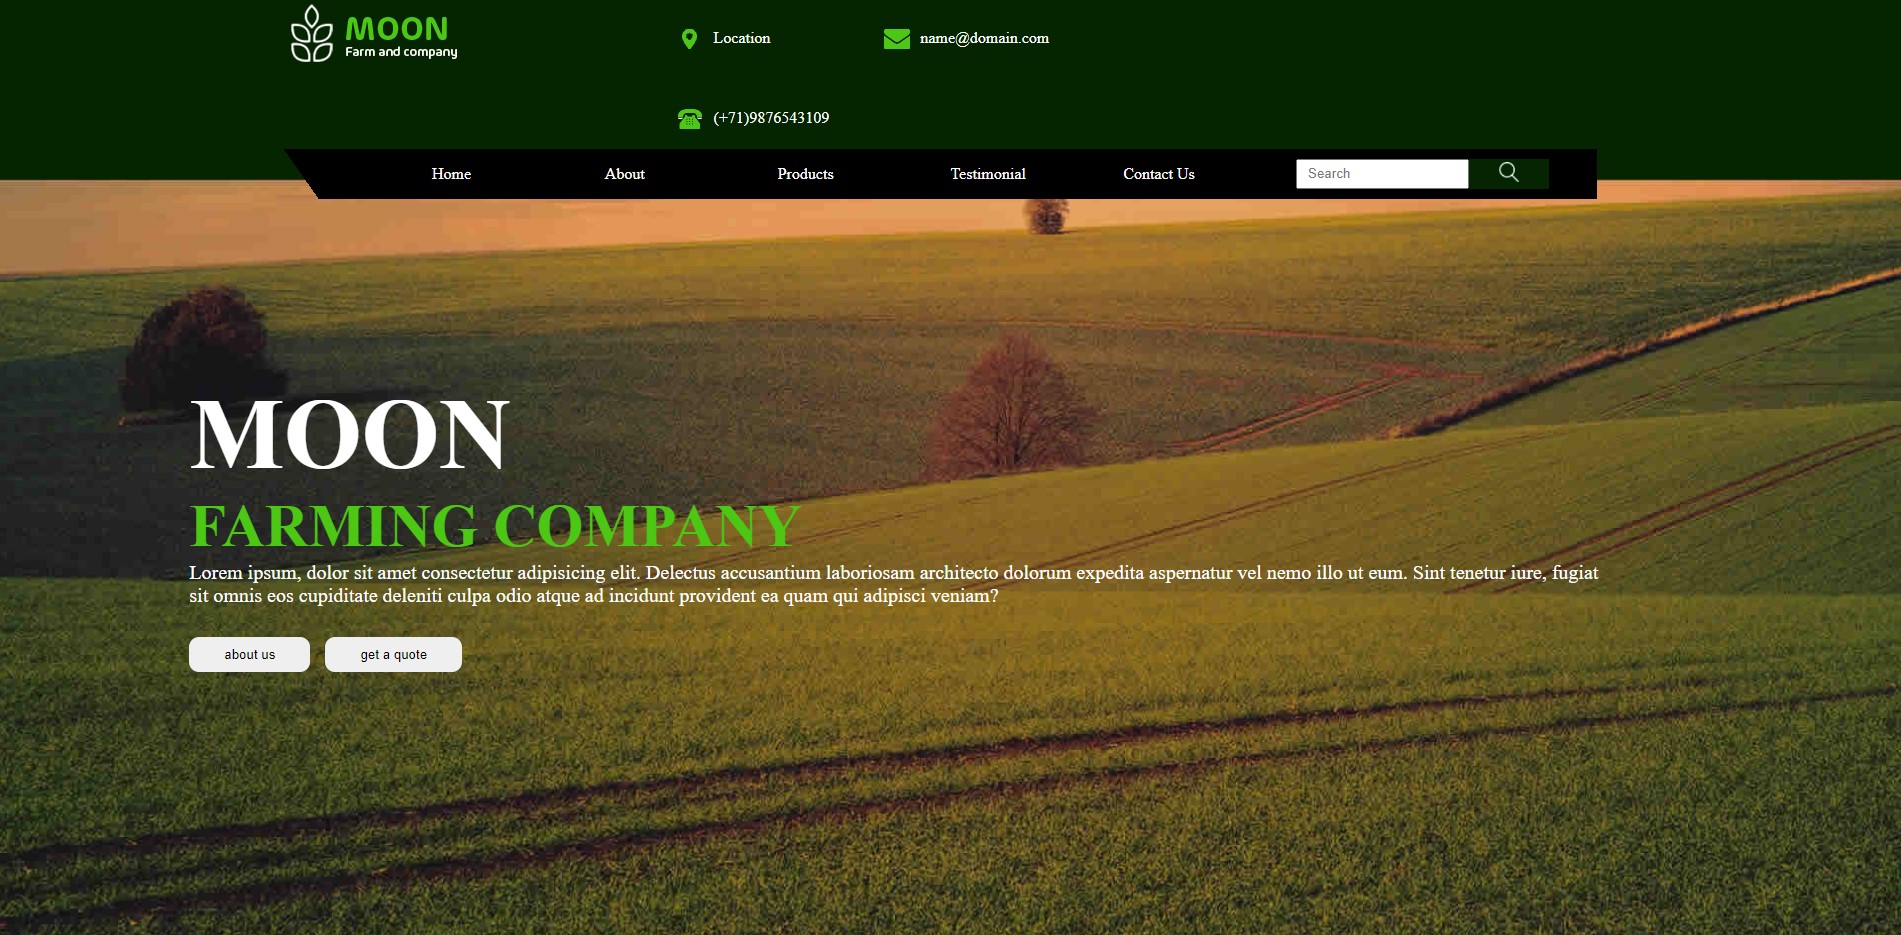 MOON
Farm and company
Location
name@domain.com
(+71)9876543109
Home
About
Products
Testimonial
Contact Us
Search
MOON
FARMING COMPANY
Lorem ipsum, dolor sit amet consectetur adipisicing elit. Delectus accusantium laboriosam architecto dolorum expedita aspernatur vel nemo illo ut eum. Sint tenetur iure, fugiat
sit omnis eos cupiditate deleniti culpa odio atque ad incidunt provident ea quam qui adipisci veniam?
about us
get a quote